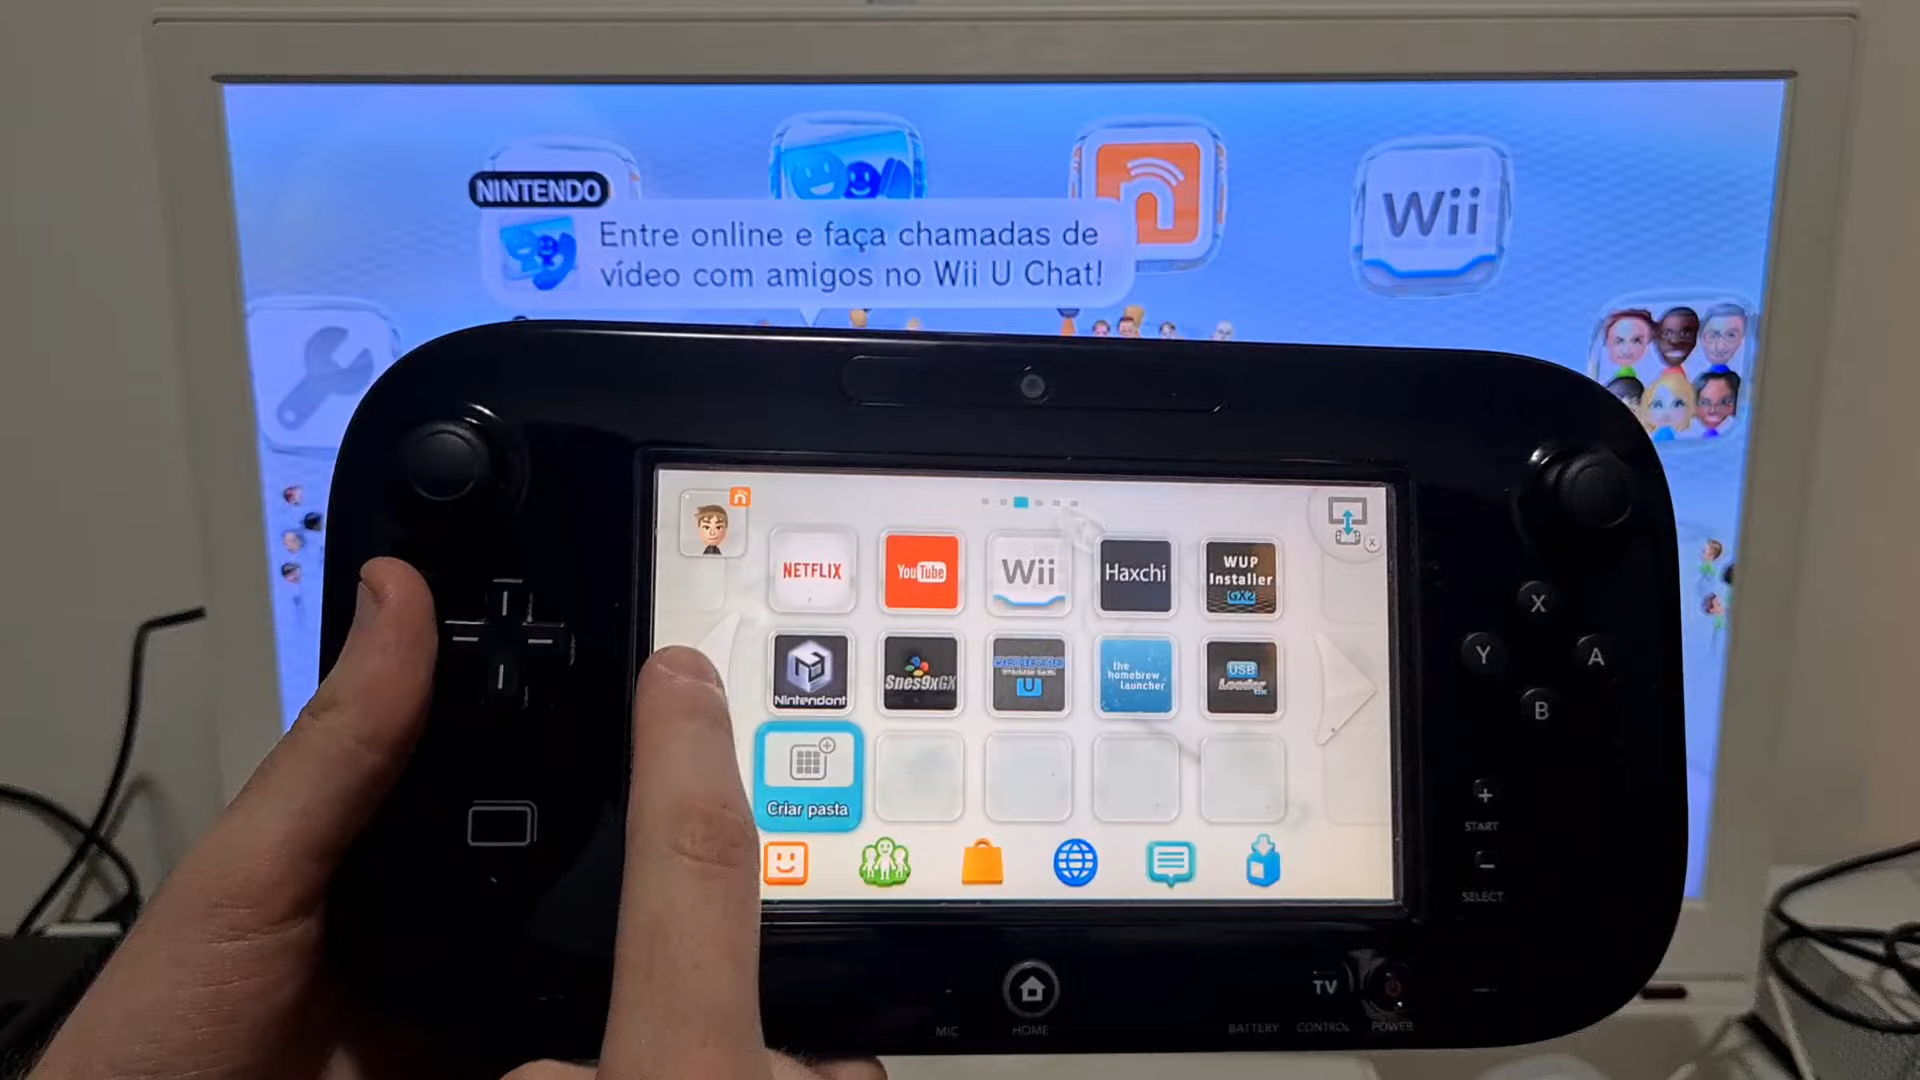 NINTENDO
Entre online e faça chamadas de
vídeo com amigos no Wii U Chat!
Wii
NETFLIX
YouTube
Wii
Haxchi
WUP
Installer
GX2
Nintendont
Snes9xGX
U
the
homebrew
launcher
USB
Loader
Criar pasta
X
Y
A
B
START
SELECT
TV
MIC
HOME
BATTERY
CONTROL
POWER